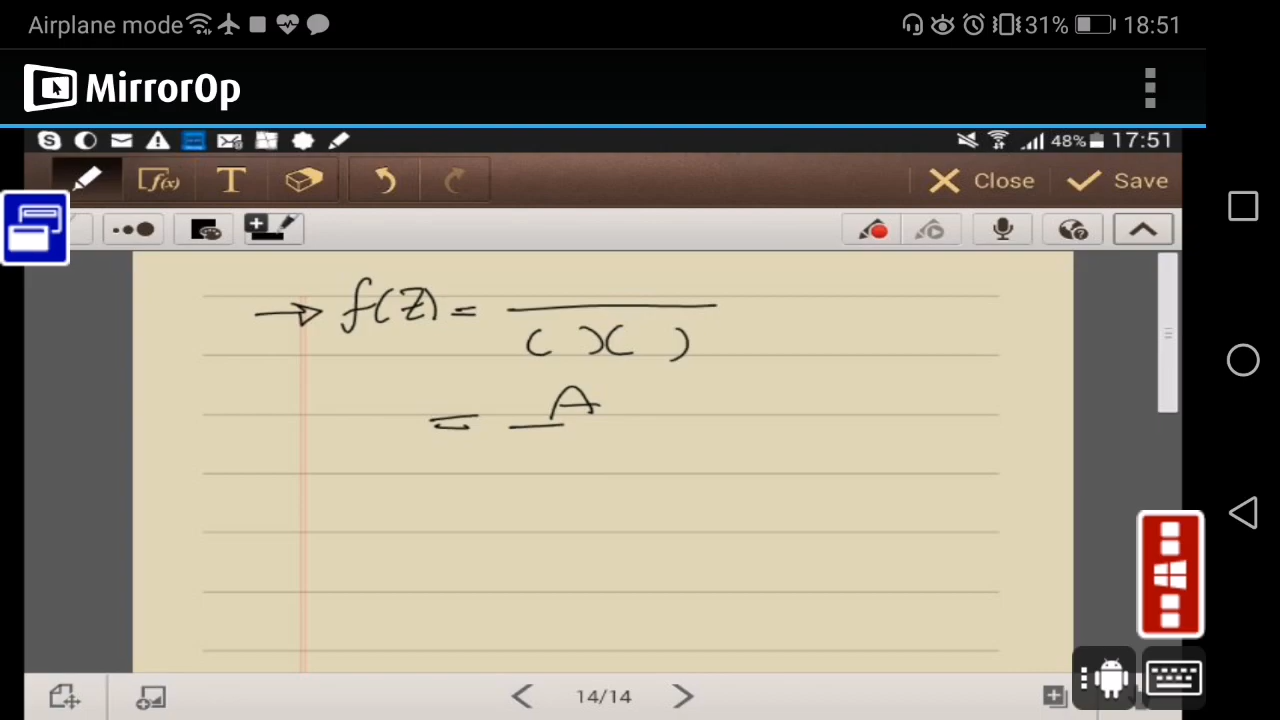 Airplane mode 31% 18:51
MirrorOp
48% 17:51
f(x) T Close Save
→ f(z) = ―――
( )( )
= A
14/14